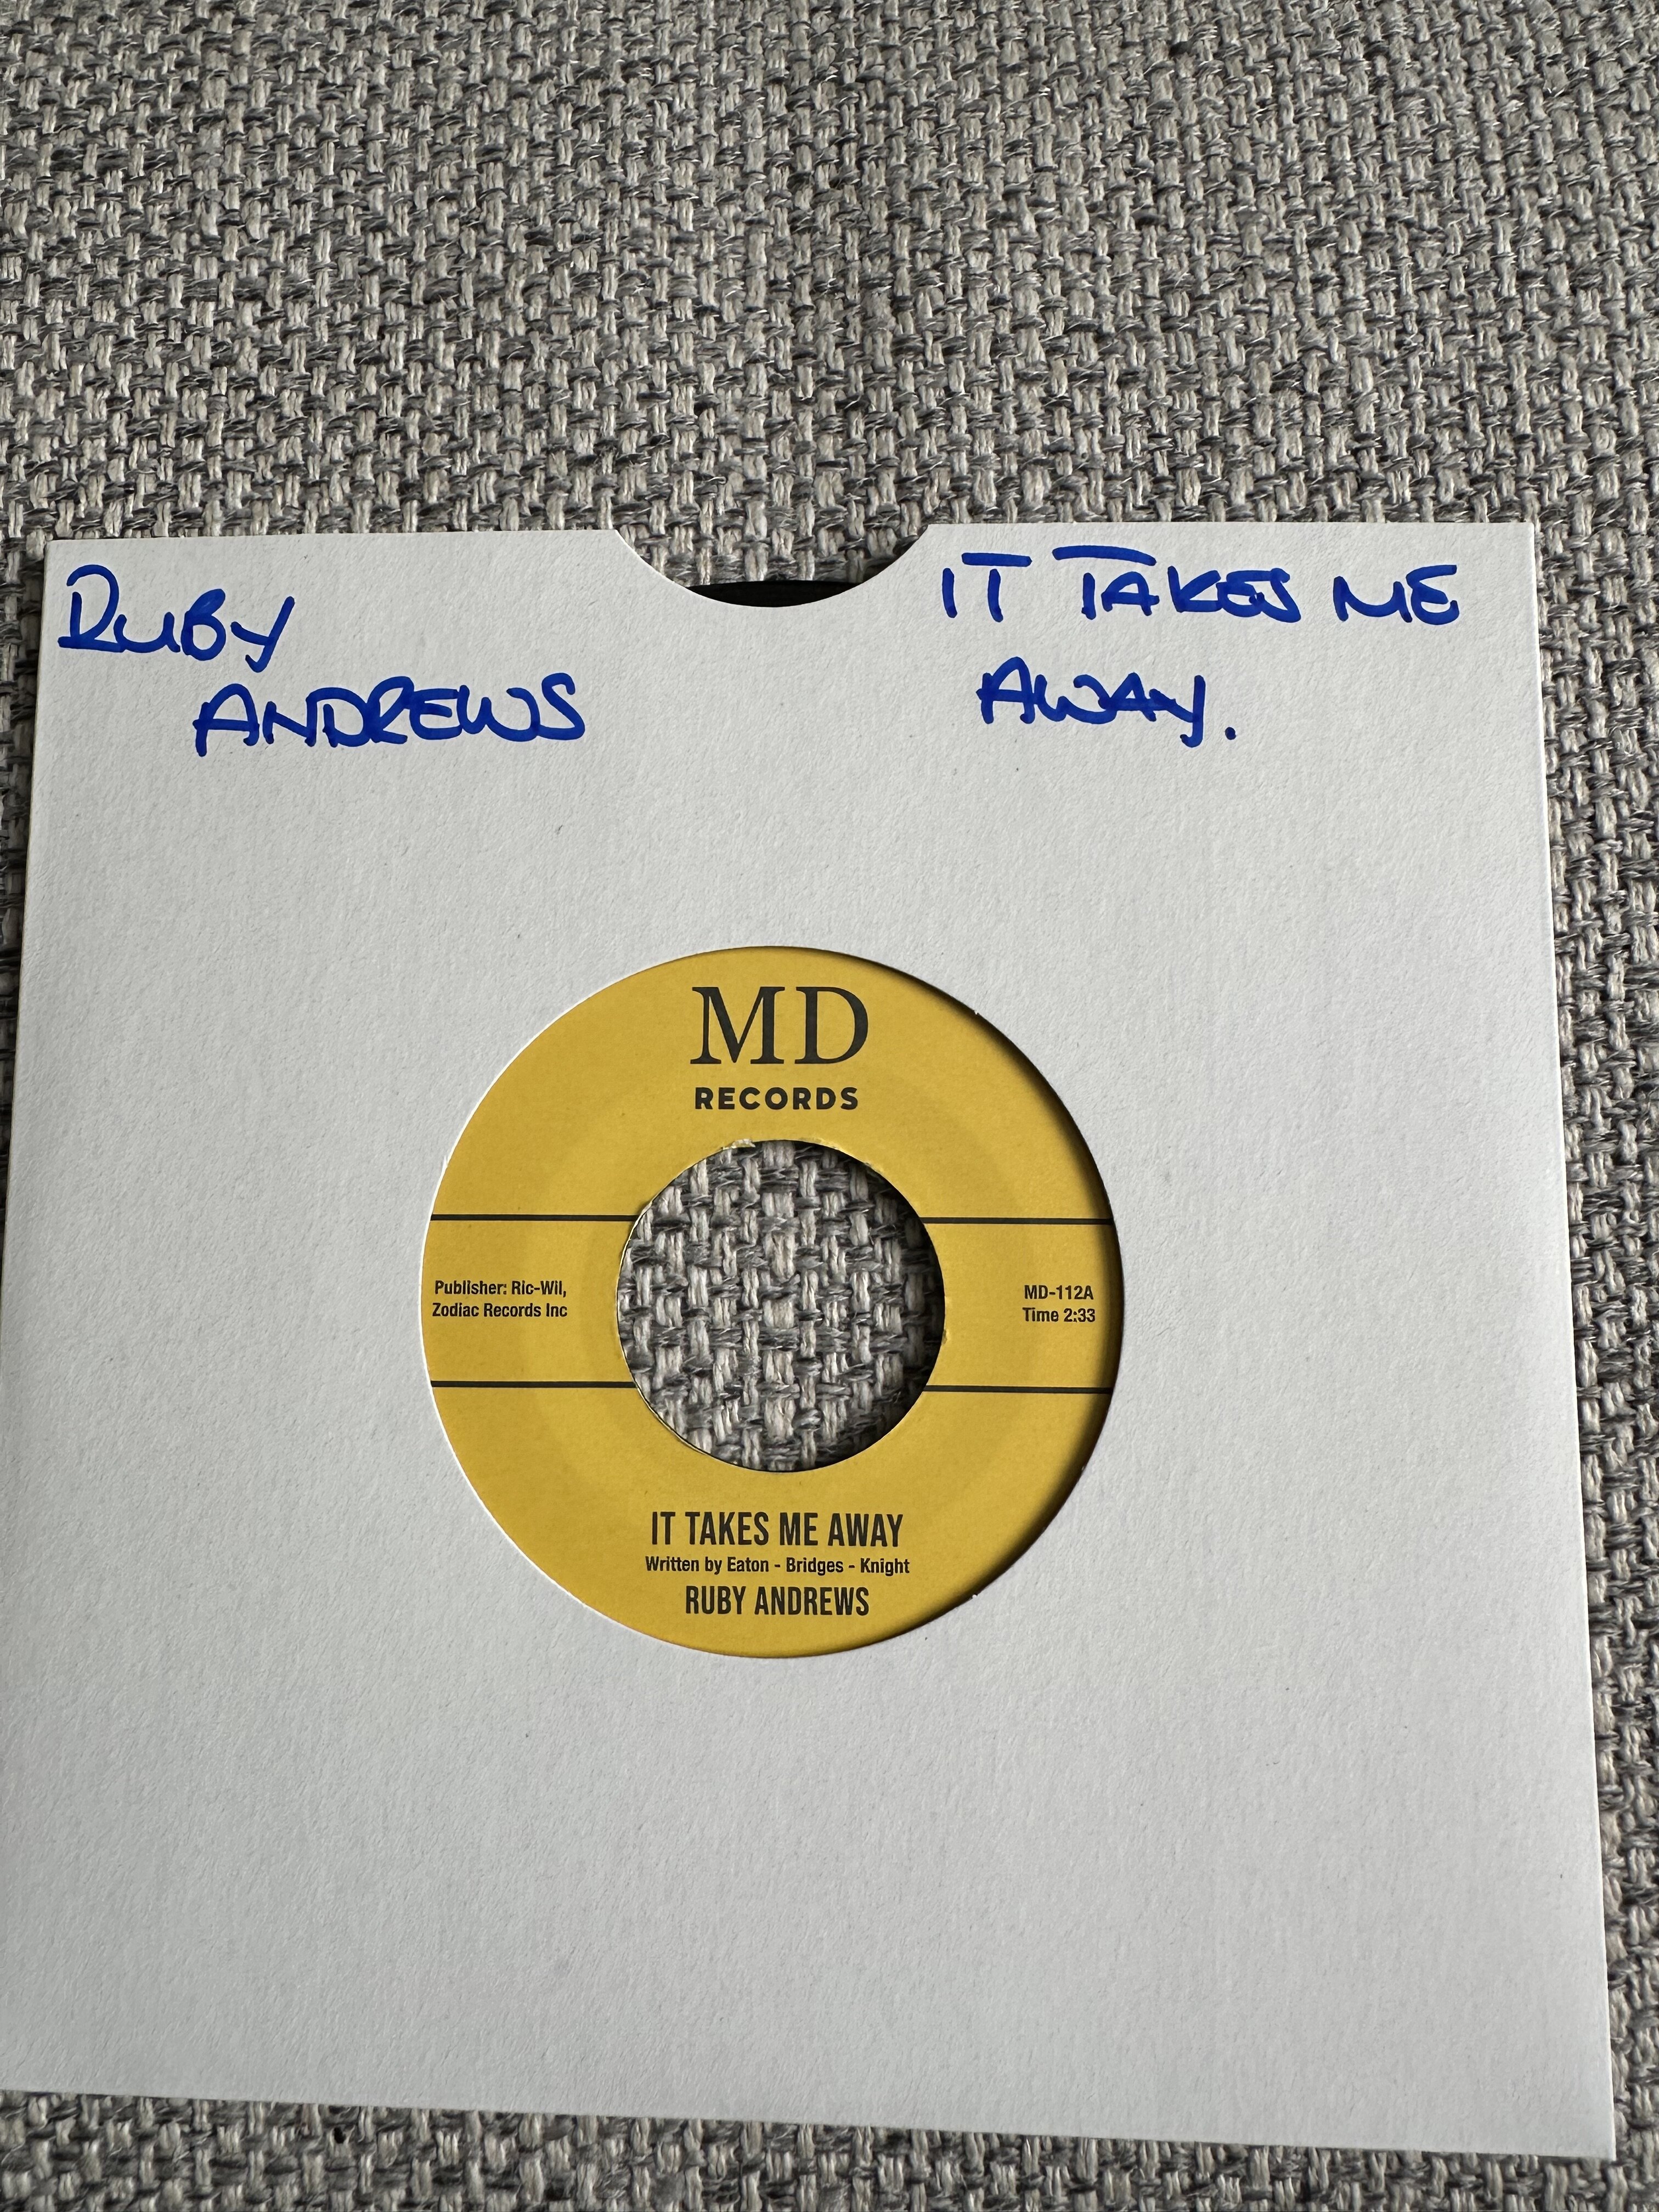 RUBY
ANDREWS
IT TAKES ME
AWAY.
MD
RECORDS
Publisher: Ric-Wil,
Zodiac Records Inc
MD-112A
Time 2:33
IT TAKES ME AWAY
Written by Eaton - Bridges - Knight
RUBY ANDREWS